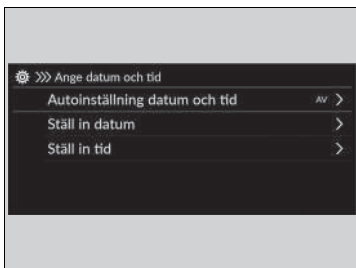 Ange datum och tid
Autoinställning datum och tid AV
Ställ in datum
Ställ in tid